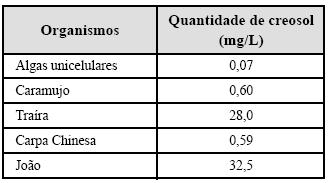 Organismos Quantidade de creosol
(mg/L)
Algas unicelulares 0,07
Caramujo 0,60
Traíra 28,0
Carpa Chinesa 0,59
João 32,5